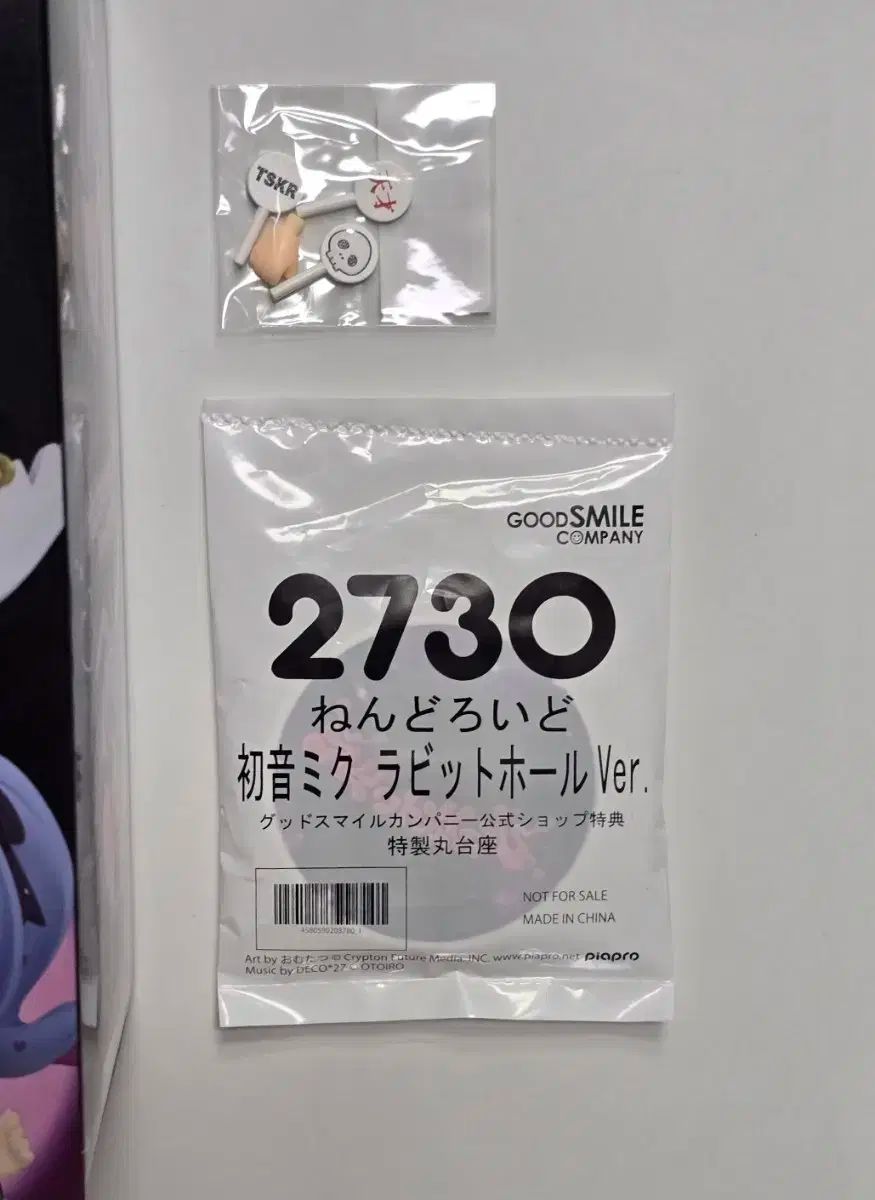 TSKR
GOODSMILE
COMPANY
2730
ねんどろいど
初音ミク ラビットホール Ver.
グッドスマイルカンパニー公式ショップ特典
特製丸台座
NOT FOR SALE
MADE IN CHINA
Art by おむたつ © Crypton Future Media, INC. www.piapro.net piapro
Music by DECO*27 © OTOIRO